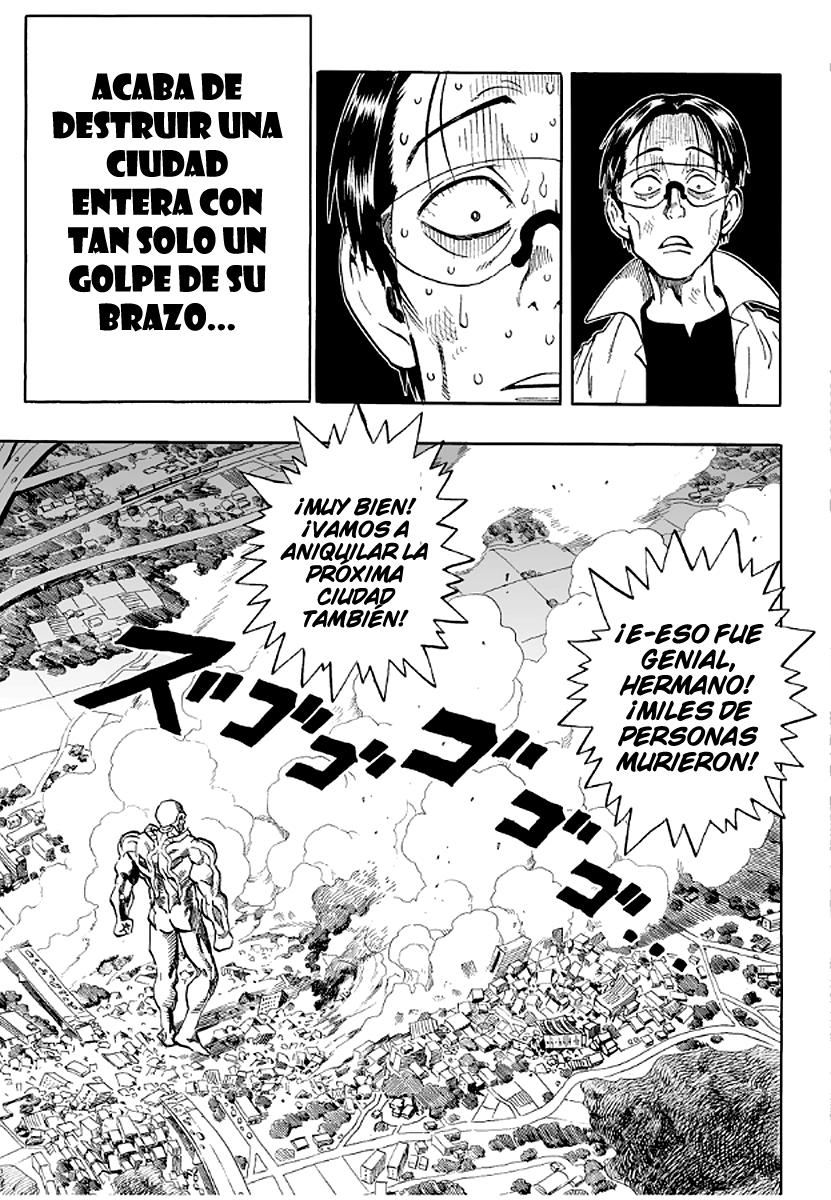 ACABA DE
DESTRUIR UNA
CIUDAD
ENTERA CON
TAN SOLO UN
GOLPE DE SU
BRAZO...
¡E-ESO FUE
GENIAL,
HERMANO!
¡MILES DE
PERSONAS
MURIERON!
¡MUY BIEN!
¡VAMOS A
ANIQUILAR LA
PRÓXIMA
CIUDAD
TAMBIÉN!
ズゴゴゴゴゴゴ…